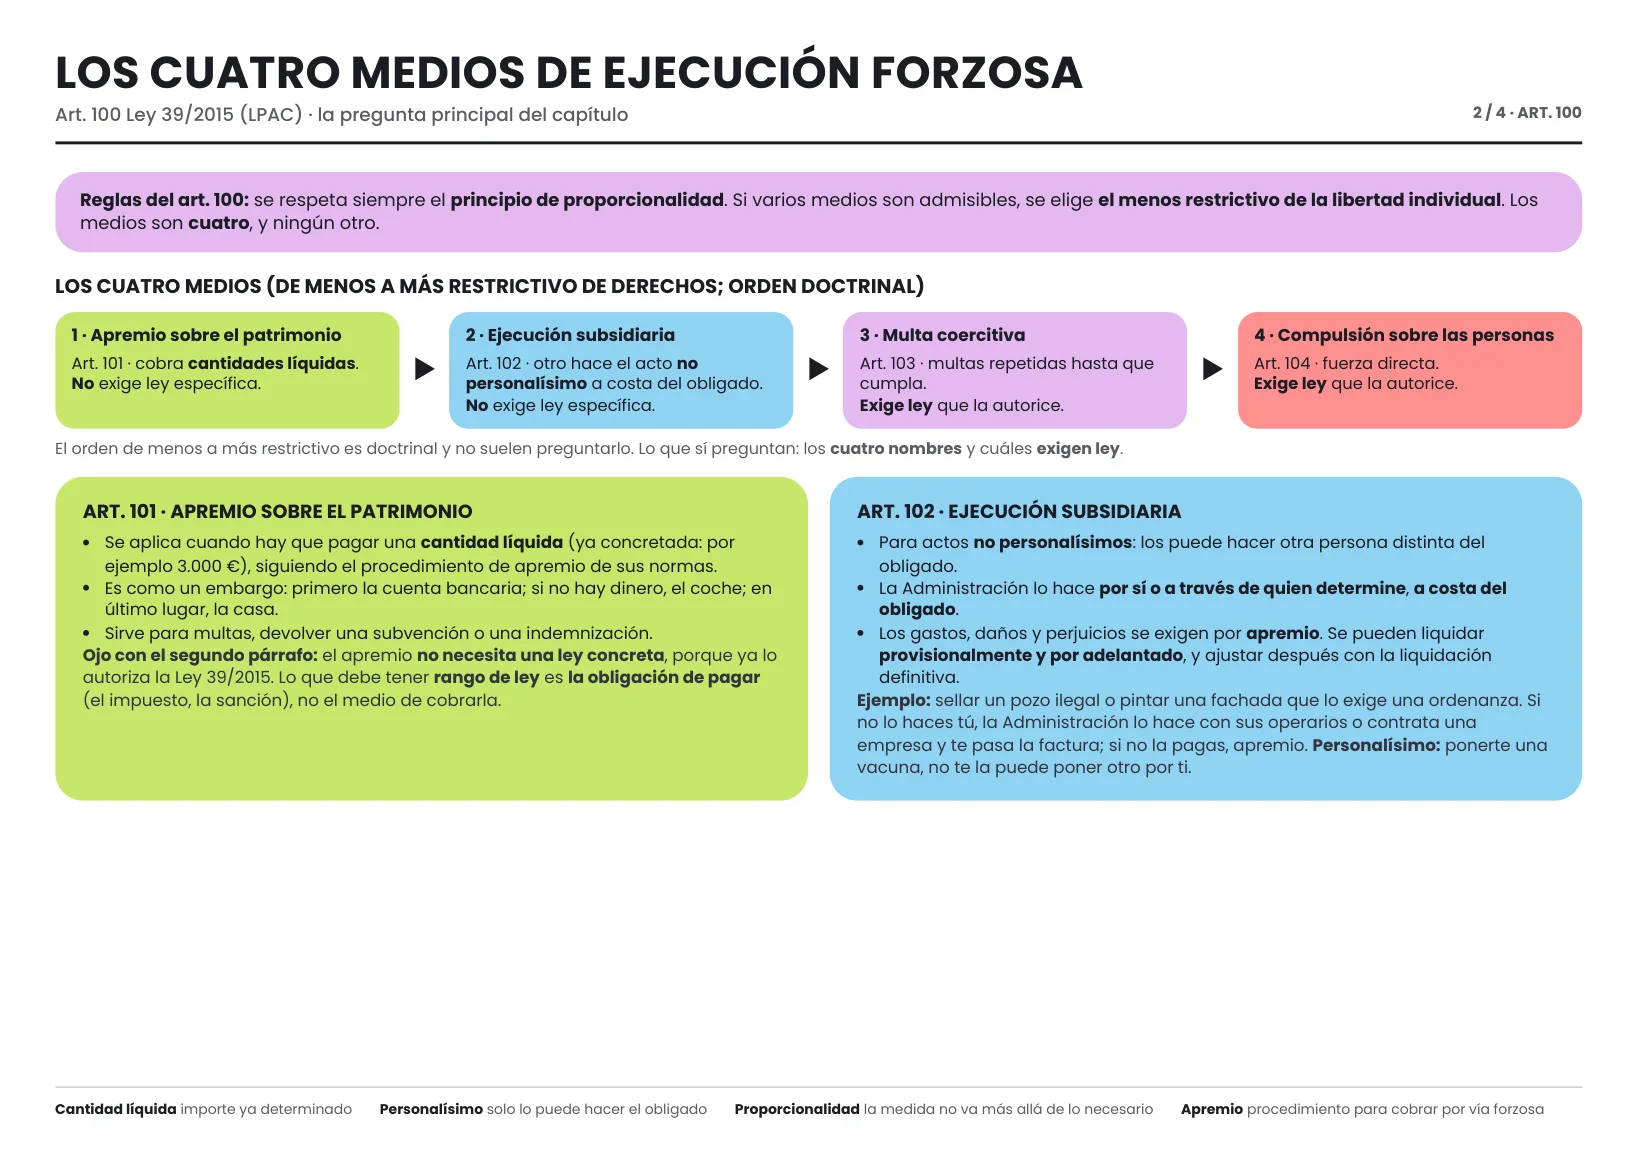 LOS CUATRO MEDIOS DE EJECUCIÓN FORZOSA
Art. 100 Ley 39/2015 (LPAC) · la pregunta principal del capítulo
2 / 4 · ART. 100
Reglas del art. 100: se respeta siempre el principio de proporcionalidad. Si varios medios son admisibles, se elige el menos restrictivo de la libertad individual. Los
medios son cuatro, y ningún otro.
LOS CUATRO MEDIOS (DE MENOS A MÁS RESTRICTIVO DE DERECHOS; ORDEN DOCTRINAL)
1 · Apremio sobre el patrimonio
Art. 101 · cobra cantidades líquidas.
No exige ley específica.
2 · Ejecución subsidiaria
Art. 102 · otro hace el acto no
personalísimo a costa del obligado.
No exige ley específica.
3 · Multa coercitiva
Art. 103 · multas repetidas hasta que
cumpla.
Exige ley que la autorice.
4 · Compulsión sobre las personas
Art. 104 · fuerza directa.
Exige ley que la autorice.
El orden de menos a más restrictivo es doctrinal y no suelen preguntarlo. Lo que sí preguntan: los cuatro nombres y cuáles exigen ley.
ART. 101 · APREMIO SOBRE EL PATRIMONIO
• Se aplica cuando hay que pagar una cantidad líquida (ya concretada: por
ejemplo 3.000 €), siguiendo el procedimiento de apremio de sus normas.
• Es como un embargo: primero la cuenta bancaria; si no hay dinero, el coche; en
último lugar, la casa.
• Sirve para multas, devolver una subvención o una indemnización.
Ojo con el segundo párrafo: el apremio no necesita una ley concreta, porque ya lo
autoriza la Ley 39/2015. Lo que debe tener rango de ley es la obligación de pagar
(el impuesto, la sanción), no el medio de cobrarla.
ART. 102 · EJECUCIÓN SUBSIDIARIA
• Para actos no personalísimos: los puede hacer otra persona distinta del
obligado.
• La Administración lo hace por sí o a través de quien determine, a costa del
obligado.
• Los gastos, daños y perjuicios se exigen por apremio. Se pueden liquidar
provisionalmente y por adelantado, y ajustar después con la liquidación
definitiva.
Ejemplo: sellar un pozo ilegal o pintar una fachada que lo exige una ordenanza. Si
no lo haces tú, la Administración lo hace con sus operarios o contrata una
empresa y te pasa la factura; si no la pagas, apremio. Personalísimo: ponerte una
vacuna, no te la puede poner otro por ti.
Cantidad líquida importe ya determinado Personalísimo solo lo puede hacer el obligado Proporcionalidad la medida no va más allá de lo necesario Apremio procedimiento para cobrar por vía forzosa